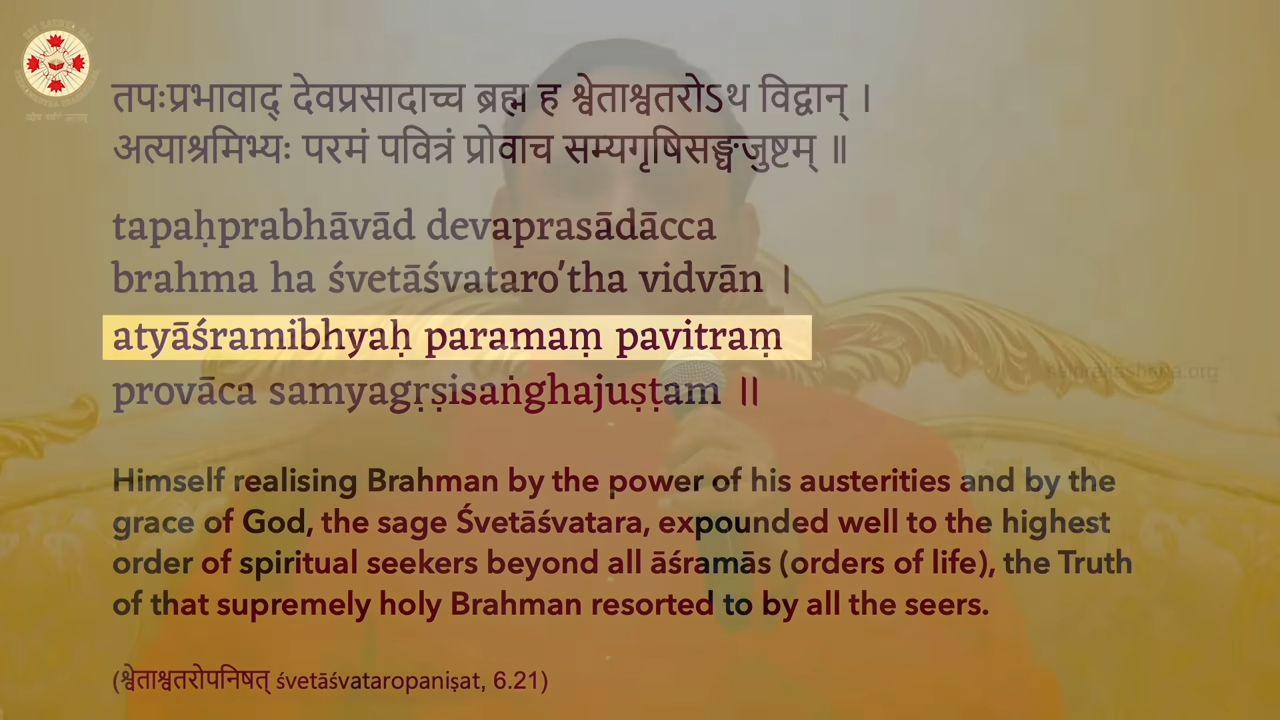 तपःप्रभावाद् देवप्रसादाच्च ब्रह्म ह श्वेताश्वतरोऽथ विद्वान् ।
अत्याश्रमिभ्यः परमं पवित्रं प्रोवाच सम्यगृषिसङ्घजुष्टम् ॥
tapaḥprabhāvād devaprasādācca
brahma ha śvetāśvataro’tha vidvān ।
atyāśramibhyaḥ paramaṃ pavitraṃ
provāca samyagṛṣisaṅghajuṣṭam ॥
Himself realising Brahman by the power of his austerities and by the
grace of God, the sage Śvetāśvatara, expounded well to the highest
order of spiritual seekers beyond all āśramās (orders of life), the Truth
of that supremely holy Brahman resorted to by all the seers.
(श्वेताश्वतरोपनिषत् śvetāśvataropaniṣat, 6.21)